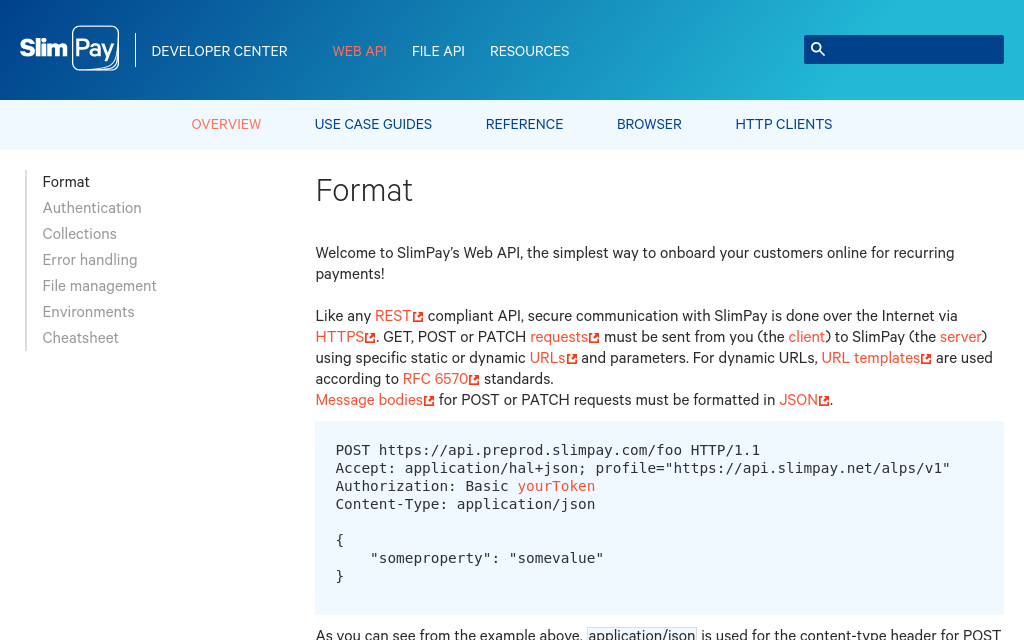 Slim Pay
DEVELOPER CENTER
WEB API
FILE API
RESOURCES
OVERVIEW
USE CASE GUIDES
REFERENCE
BROWSER
HTTP CLIENTS
Format
Authentication
Collections
Error handling
File management
Environments
Cheatsheet
Format
Welcome to SlimPay’s Web API, the simplest way to onboard your customers online for recurring
payments!
Like any REST compliant API, secure communication with SlimPay is done over the Internet via
HTTPS. GET, POST or PATCH requests must be sent from you (the client) to SlimPay (the server)
using specific static or dynamic URLs and parameters. For dynamic URLs, URL templates are used
according to RFC 6570 standards.
Message bodies for POST or PATCH requests must be formatted in JSON.
POST https://api.preprod.slimpay.com/foo HTTP/1.1
Accept: application/hal+json; profile="https://api.slimpay.net/alps/v1"
Authorization: Basic yourToken
Content-Type: application/json
{
    "someproperty": "somevalue"
}
As you can see from the example above, application/json is used for the content-type header for POST